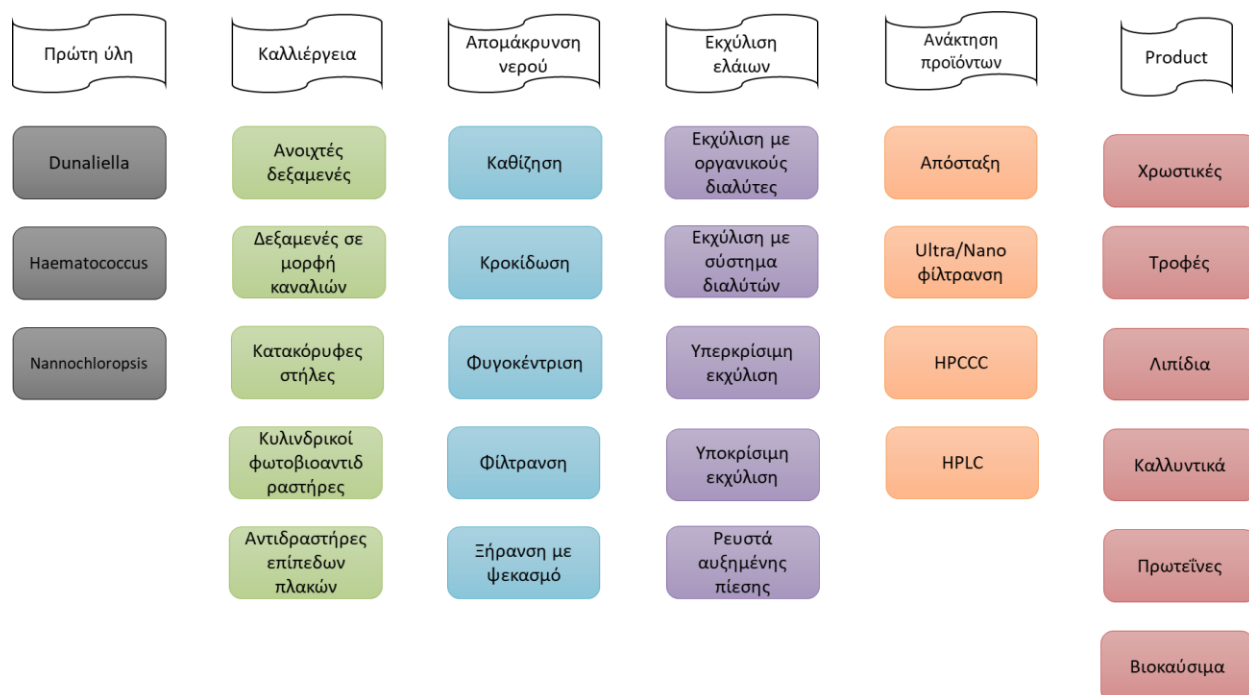 Πρώτη ύλη
Καλλιέργεια
Απομάκρυνση
νερού
Εκχύλιση
ελάιων
Ανάκτηση
προϊόντων
Product
Dunaliella
Haematococcus
Nannochloropsis
Ανοιχτές
δεξαμενές
Δεξαμενές σε
μορφή
καναλιών
Κατακόρυφες
στήλες
Κυλινδρικοί
φωτοβιοαντιδ
ραστήρες
Αντιδραστήρες
επίπεδων
πλακών
Καθίζηση
Κροκίδωση
Φυγοκέντριση
Φίλτρανση
Ξήρανση με
ψεκασμό
Εκχύλιση με
οργανικούς
διαλύτες
Εκχύλιση με
σύστημα
διαλύτών
Υπερκρίσιμη
εκχύλιση
Υποκρίσιμη
εκχύλιση
Ρευστά
αυξημένης
πίεσης
Απόσταξη
Ultra/Nano
φίλτρανση
HPCCC
HPLC
Χρωστικές
Τροφές
Λιπίδια
Καλλυντικά
Πρωτεΐνες
Βιοκαύσιμα